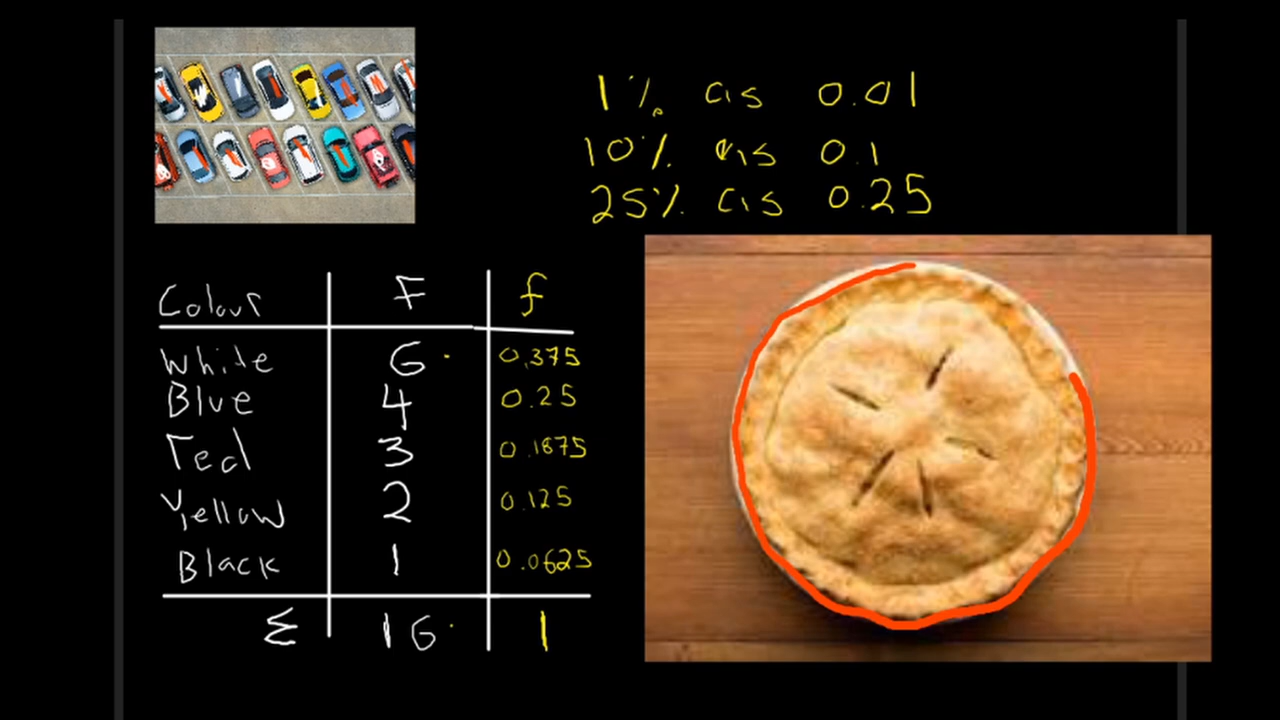 1% as 0.01
10% as 0.1
25% as 0.25
Colour F f
White 6 0.375
Blue 4 0.25
red 3 0.1875
Yellow 2 0.125
Black 1 0.0625
Σ 16 1